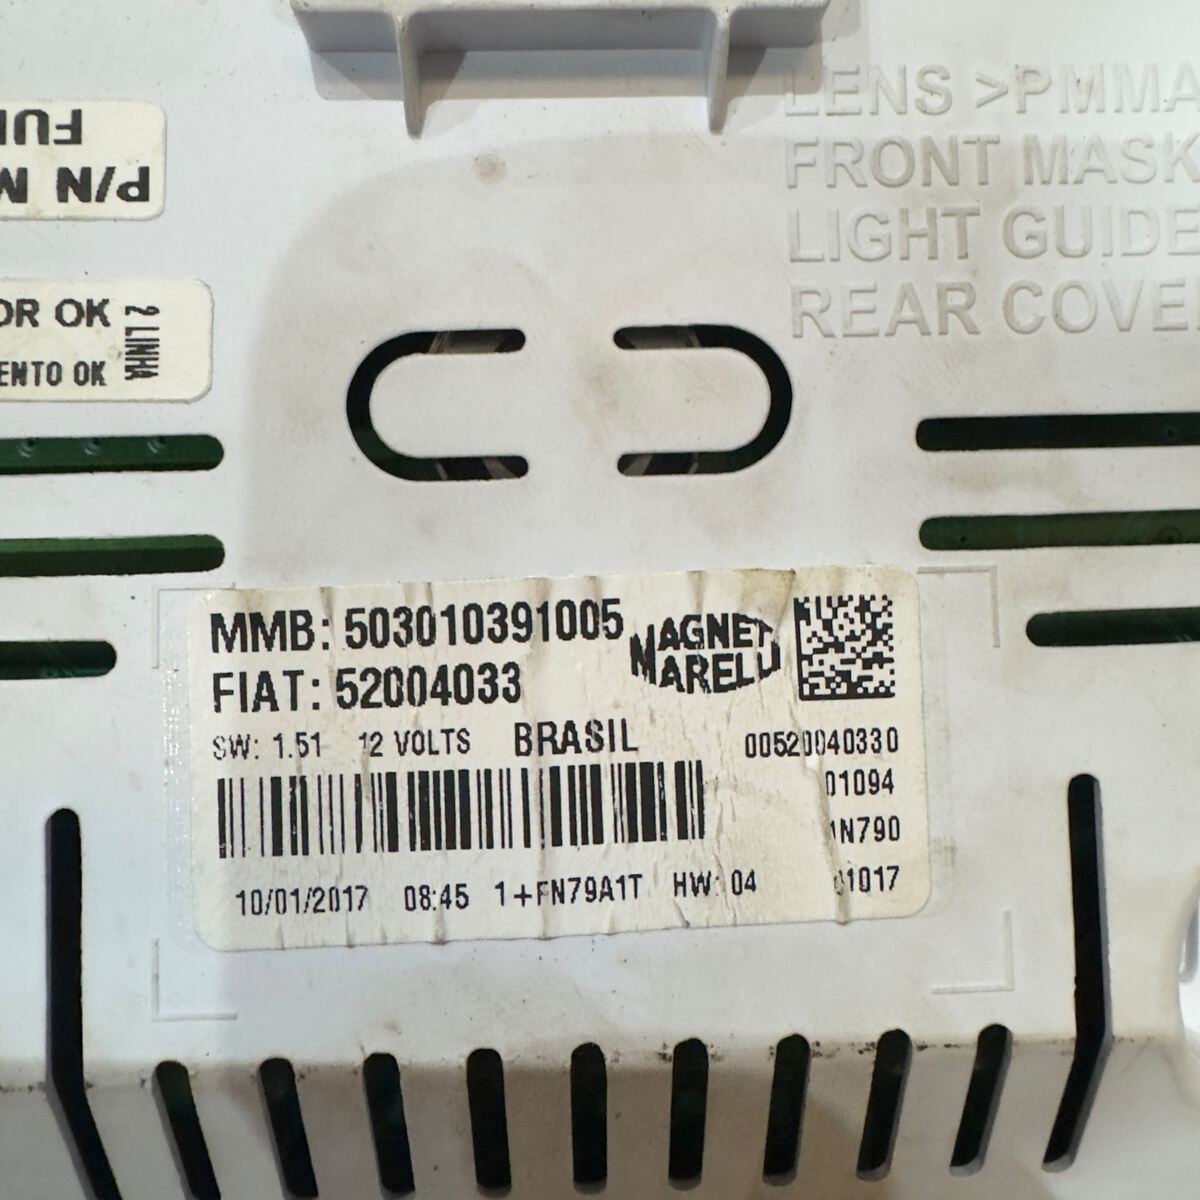 LENS >PMMA
FRONT MASK
LIGHT GUIDE
REAR COVE
P/N M
FU
OR OK
ENTO OK
2 LINHA
MMB: 503010391005
FIAT: 52004033
MAGNETI
MARELLI
SW: 1.51 12 VOLTS BRASIL
00520040330
01094
1N790
01017
10/01/2017 08:45 1+FN79A1T HW: 04